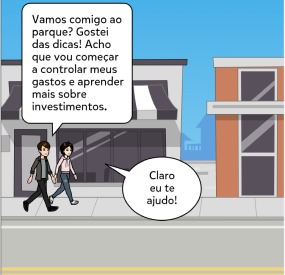 Vamos comigo ao
parque? Gostei
das dicas! Acho
que vou começar
a controlar meus
gastos e aprender
mais sobre
investimentos.
Claro
eu te
ajudo!